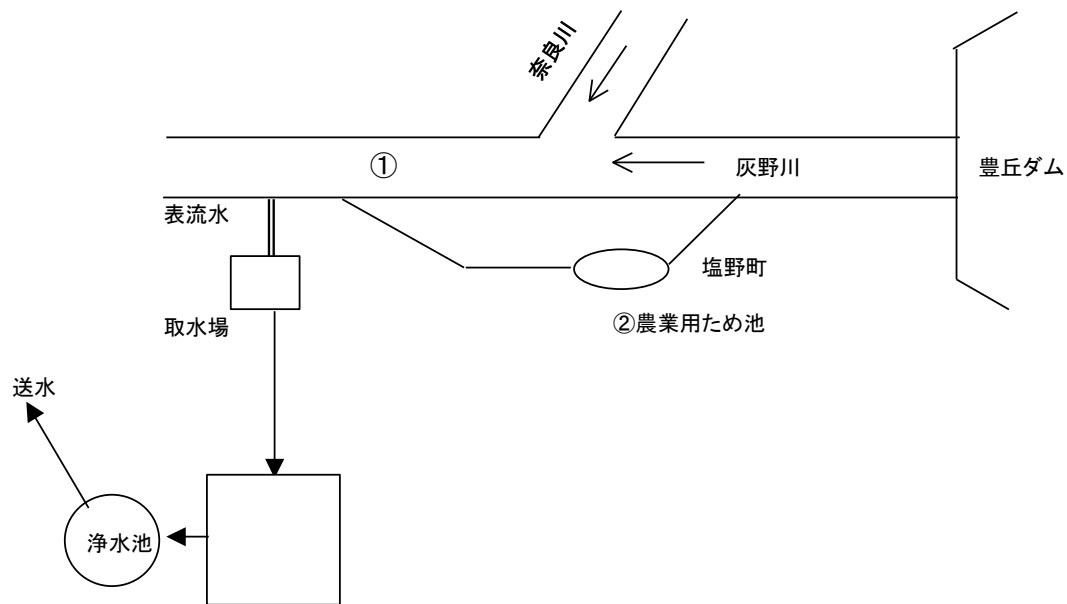 奈良川
①
灰野川
豊丘ダム
表流水
塩野町
取水場
②農業用ため池
送水
浄水池